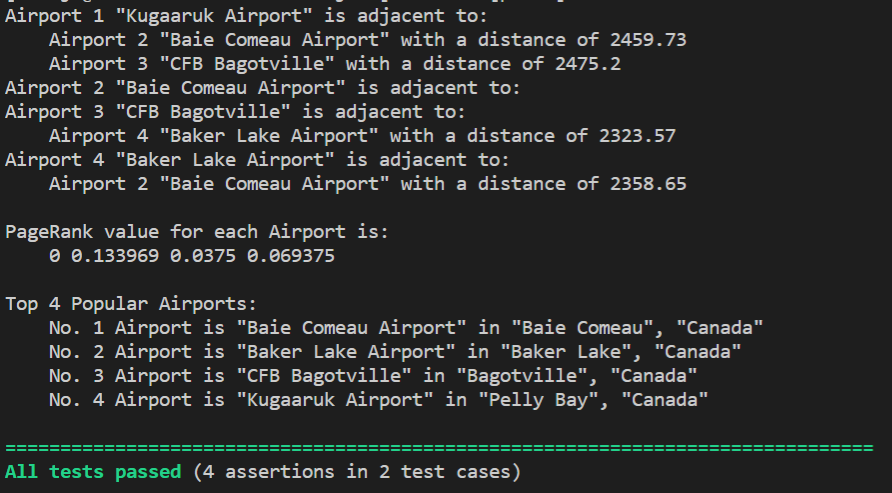 Airport 1 "Kugaaruk Airport" is adjacent to:
    Airport 2 "Baie Comeau Airport" with a distance of 2459.73
    Airport 3 "CFB Bagotville" with a distance of 2475.2
Airport 2 "Baie Comeau Airport" is adjacent to:
Airport 3 "CFB Bagotville" is adjacent to:
    Airport 4 "Baker Lake Airport" with a distance of 2323.57
Airport 4 "Baker Lake Airport" is adjacent to:
    Airport 2 "Baie Comeau Airport" with a distance of 2358.65

PageRank value for each Airport is:
    0 0.133969 0.0375 0.069375

Top 4 Popular Airports:
    No. 1 Airport is "Baie Comeau Airport" in "Baie Comeau", "Canada"
    No. 2 Airport is "Baker Lake Airport" in "Baker Lake", "Canada"
    No. 3 Airport is "CFB Bagotville" in "Bagotville", "Canada"
    No. 4 Airport is "Kugaaruk Airport" in "Pelly Bay", "Canada"

===============================================================================
All tests passed (4 assertions in 2 test cases)